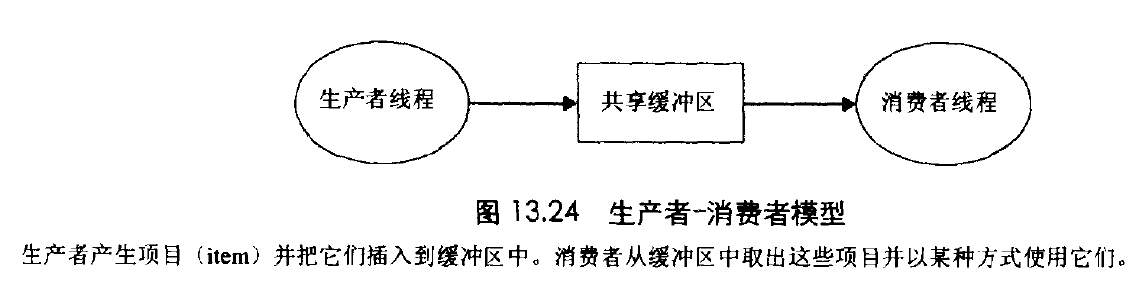 生产者线程 共享缓冲区 消费者线程
图 13.24 生产者-消费者模型
生产者产生项目（item）并把它们插入到缓冲区中。消费者从缓冲区中取出这些项目并以某种方式使用它们。